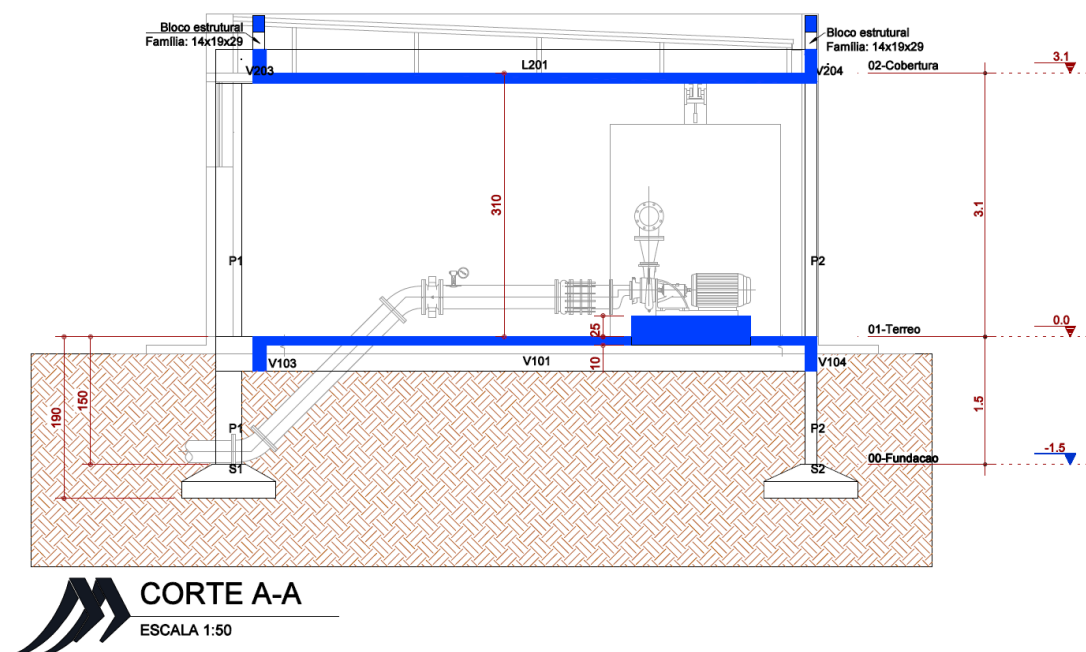 Bloco estrutural
Família: 14x19x29
Bloco estrutural
Família: 14x19x29
V203
L201
V204
02-Cobertura
3.1
310
3.1
P1
P2
25
01-Terreo
0.0
V103
10
V101
V104
190
150
1.5
P1
P2
S1
S2
00-Fundacao
-1.5
CORTE A-A
ESCALA 1:50